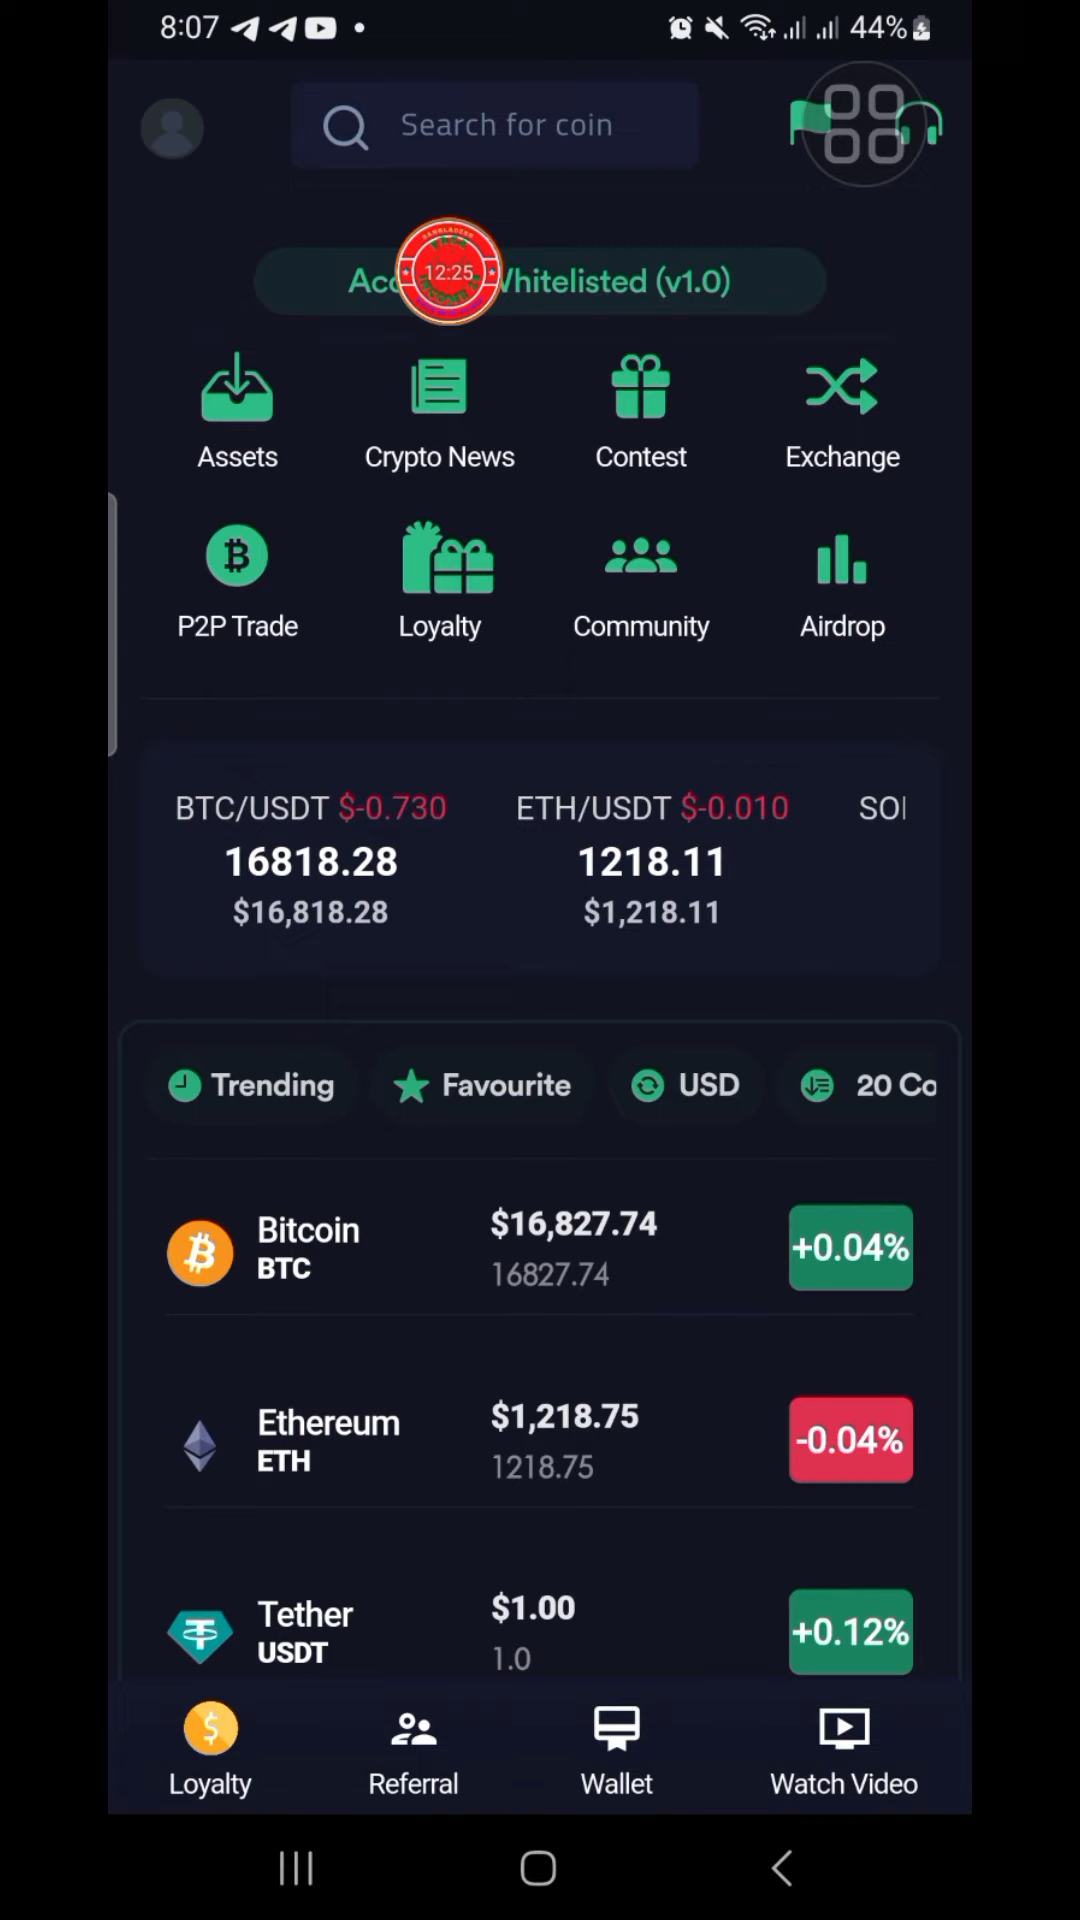 8:07
44%
Search for coin
BANGLADESH
12:25
Whitelisted (v1.0)
Assets
Crypto News
Contest
Exchange
P2P Trade
Loyalty
Community
Airdrop
BTC/USDT $-0.730
ETH/USDT $-0.010
16818.28
1218.11
$16,818.28
$1,218.11
Trending
Favourite
USD
20 Co
Bitcoin
$16,827.74
+0.04%
BTC
16827.74
Ethereum
$1,218.75
-0.04%
ETH
1218.75
Tether
$1.00
+0.12%
USDT
1.0
Loyalty
Referral
Wallet
Watch Video